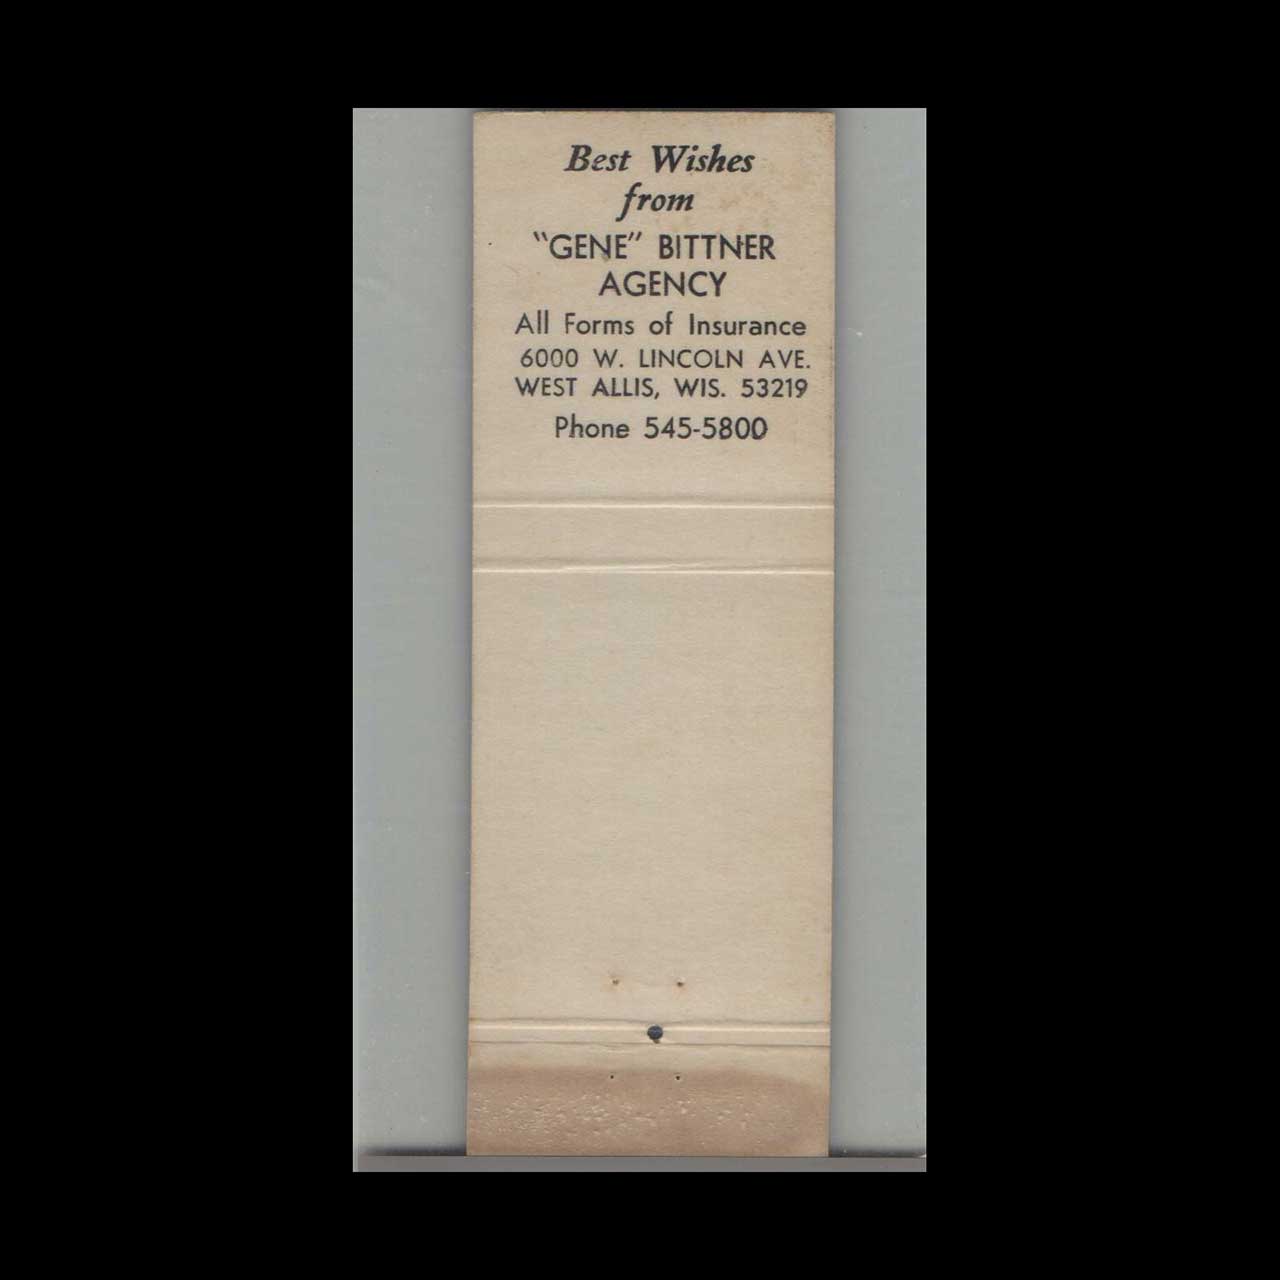 Best Wishes
from
"GENE" BITTNER
AGENCY
All Forms of Insurance
6000 W. LINCOLN AVE.
WEST ALLIS, WIS. 53219
Phone 545-5800